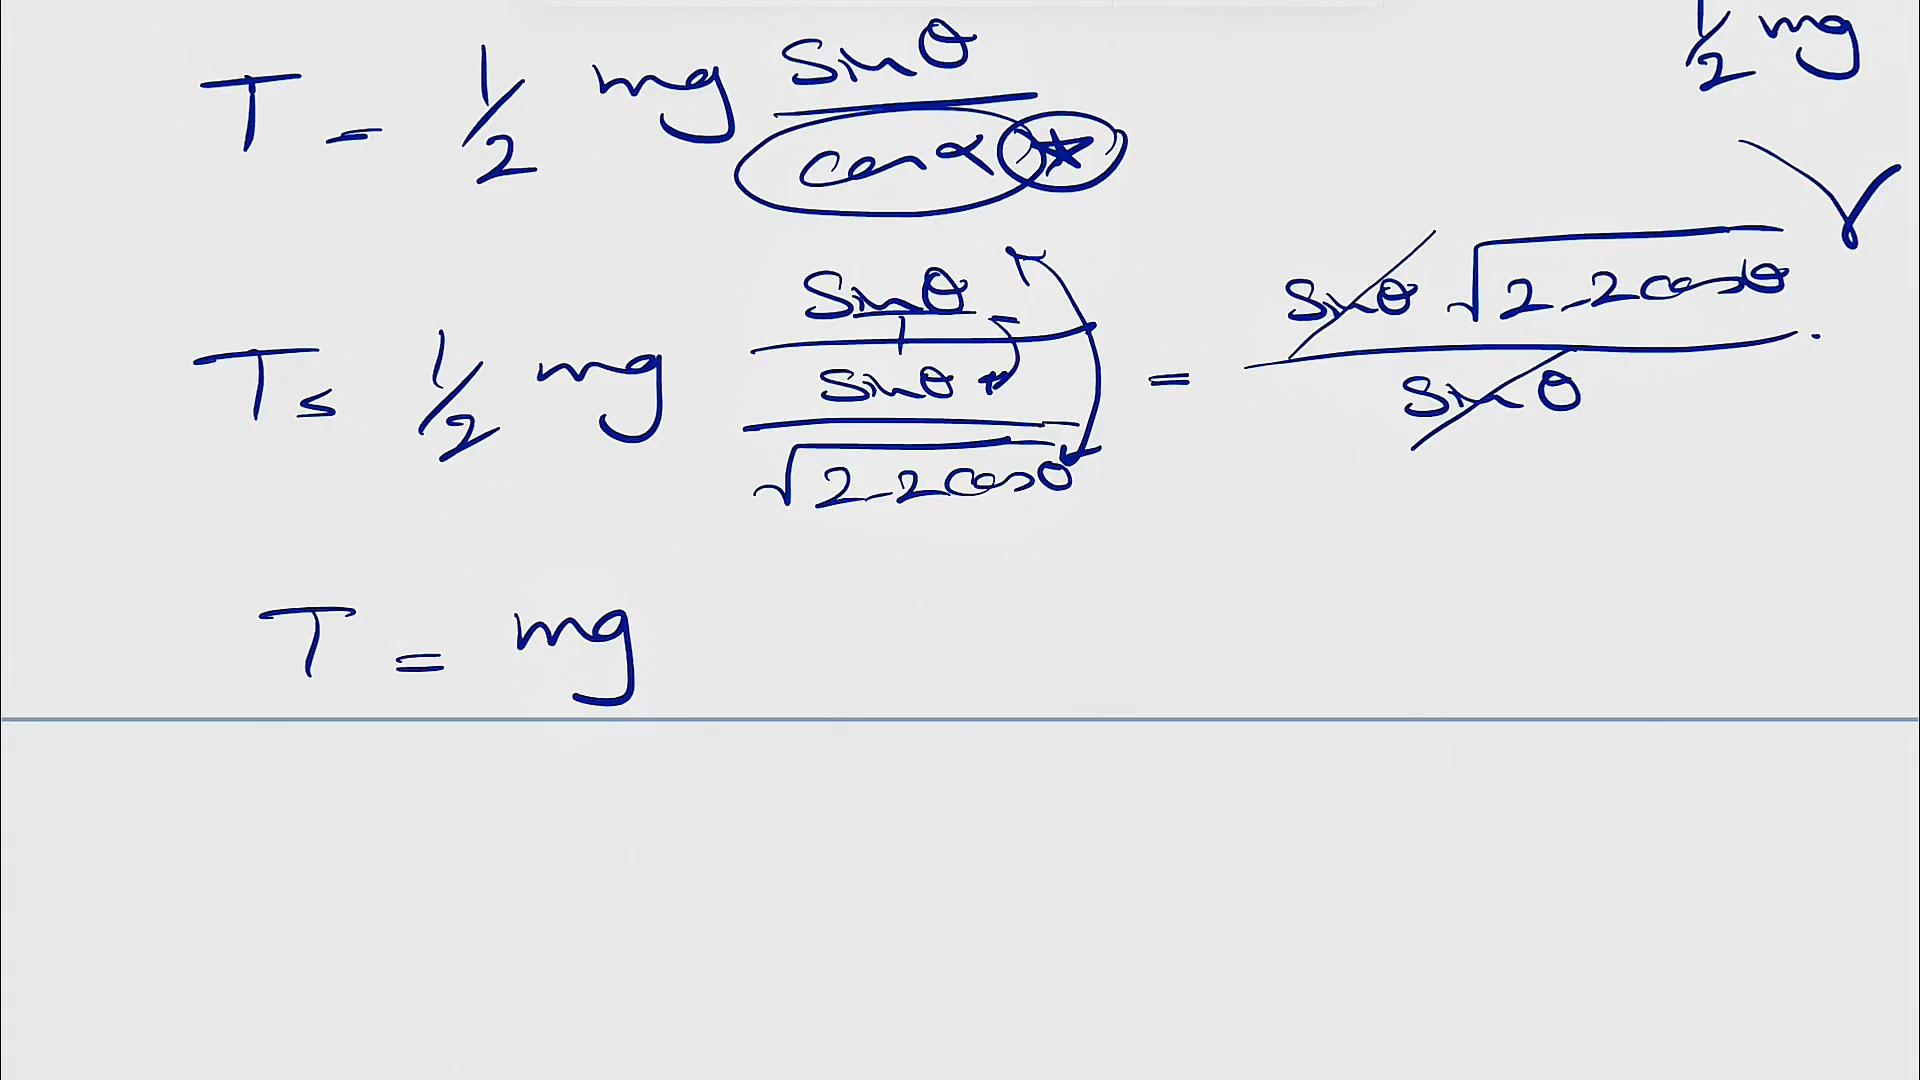 T = 1/2 mg sinθ / cosα ★
1/2 mg
T = 1/2 mg (sinθ / 1) / (sinθ / √(2-2cosθ)) = sinθ √(2-2cosθ) / sinθ
T = mg